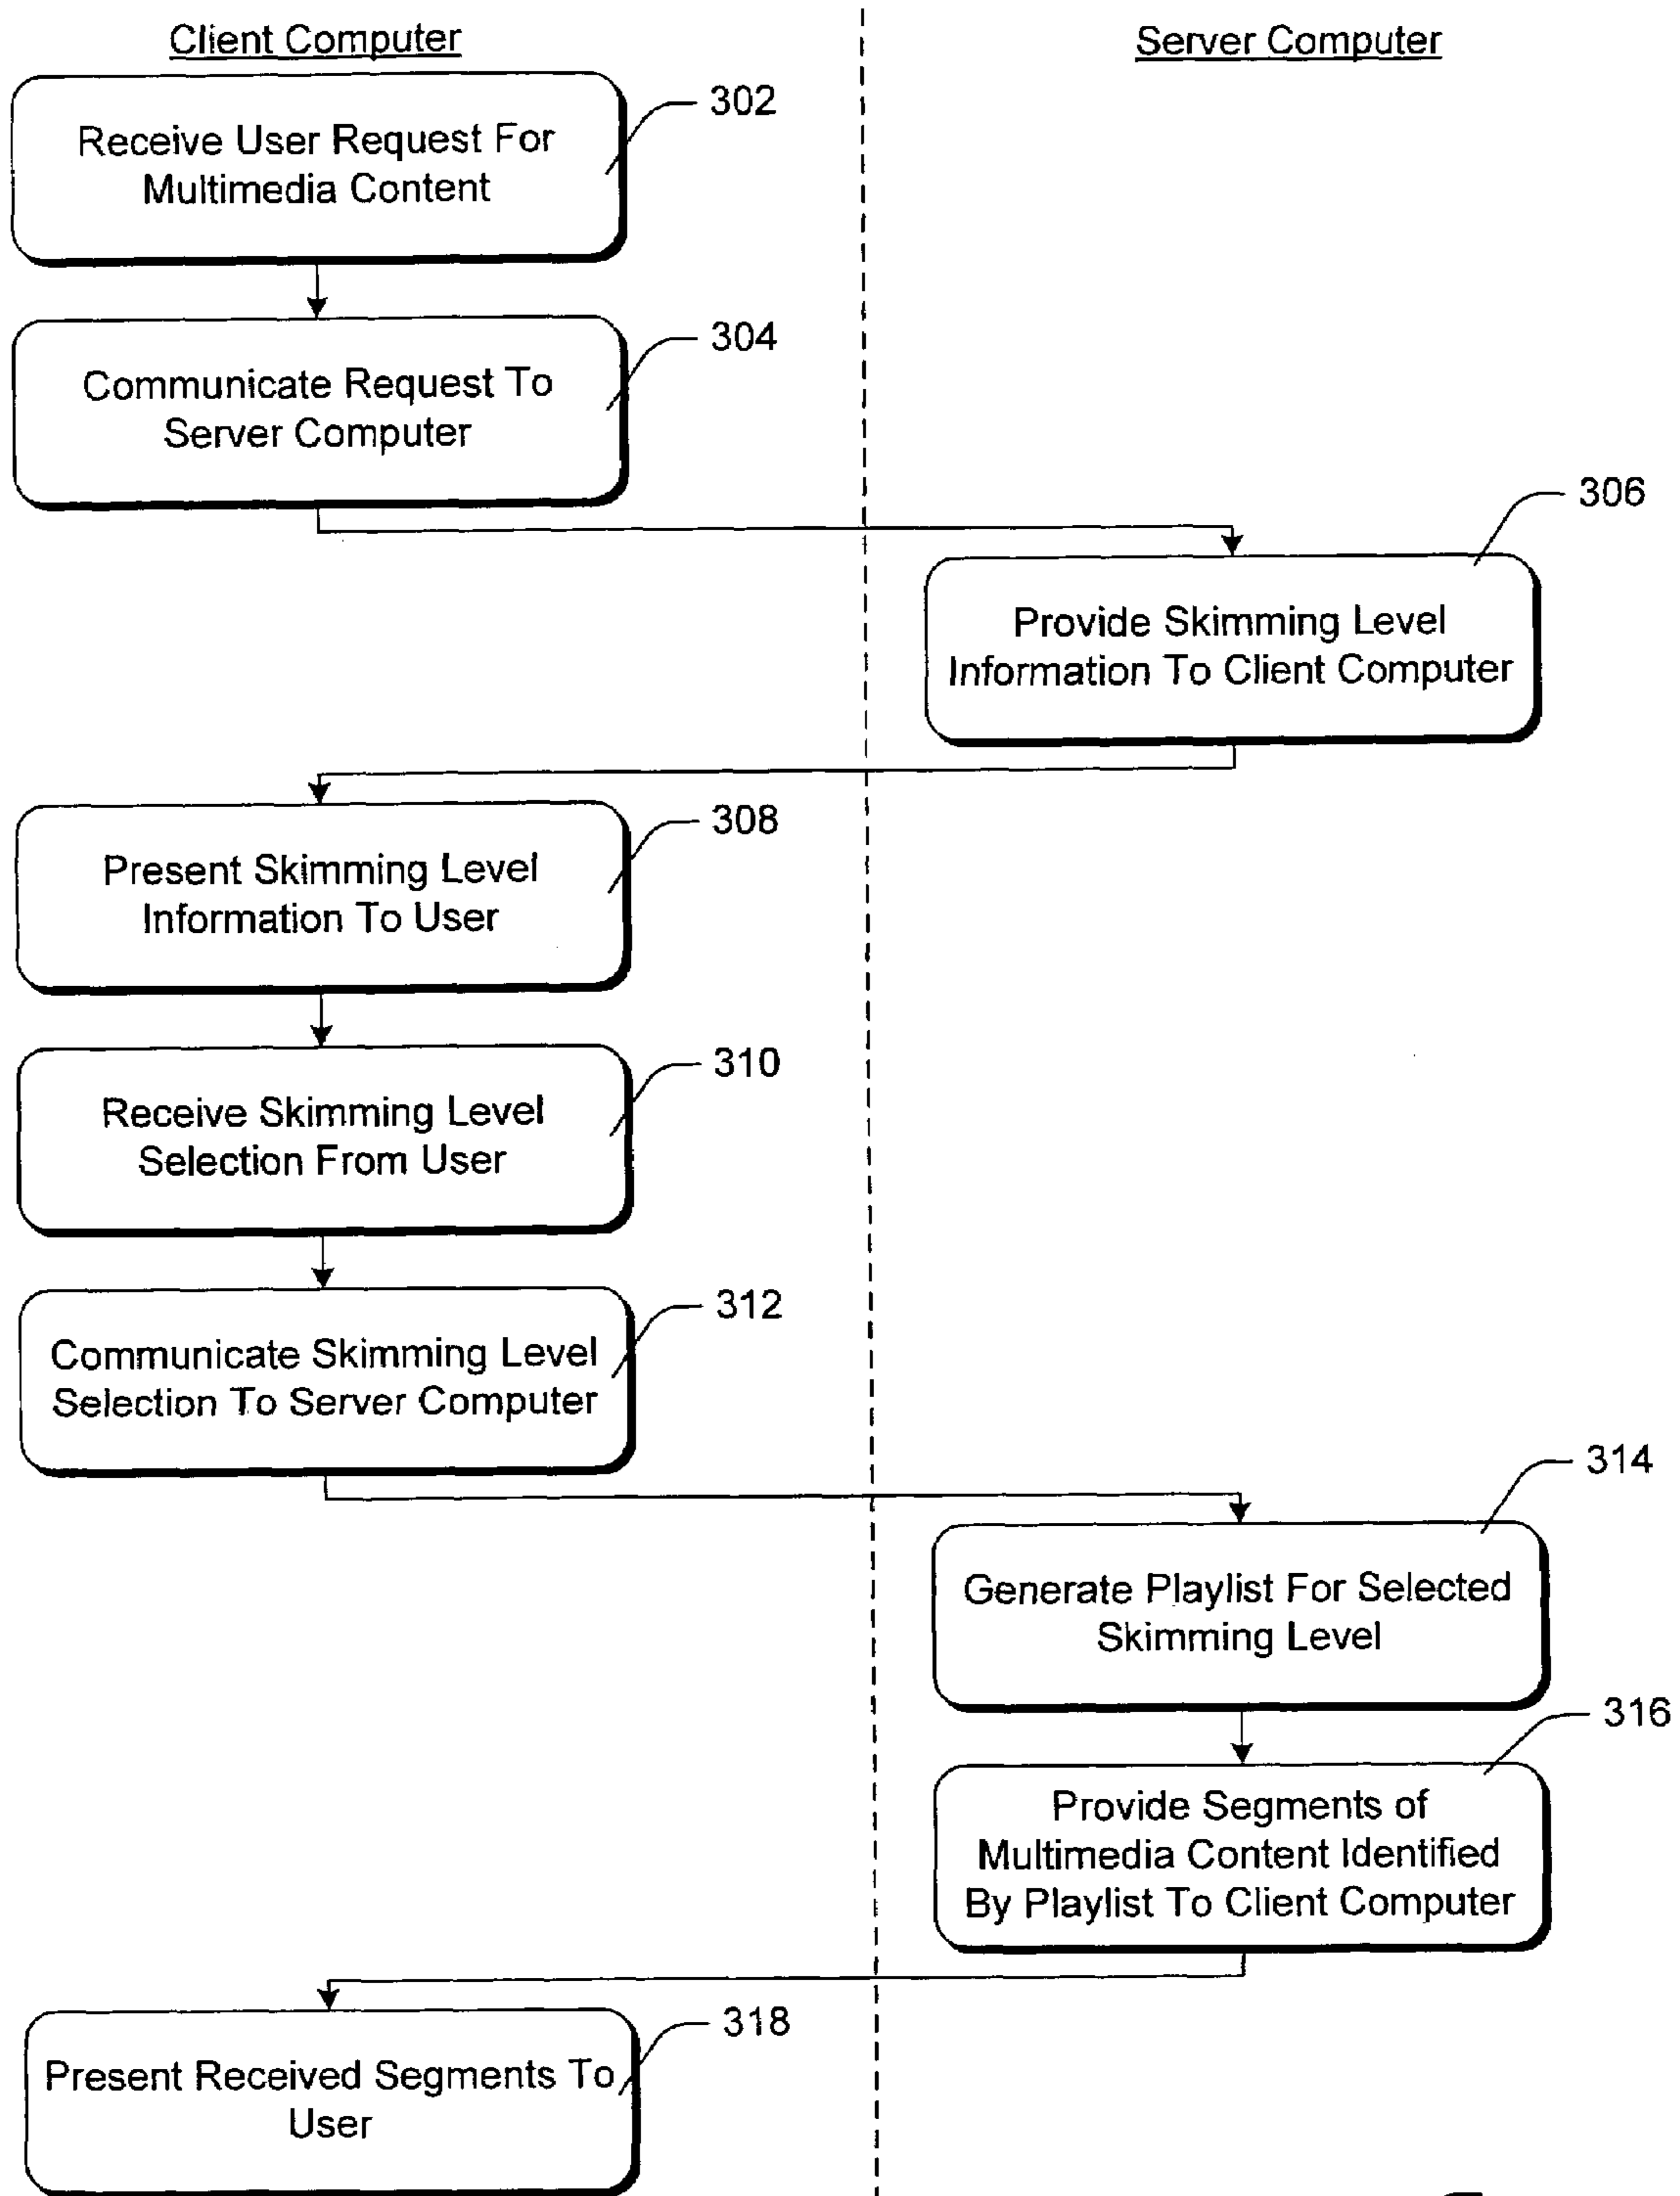 Client Computer
Server Computer
302
Receive User Request For
Multimedia Content
304
Communicate Request To
Server Computer
306
Provide Skimming Level
Information To Client Computer
308
Present Skimming Level
Information To User
310
Receive Skimming Level
Selection From User
312
Communicate Skimming Level
Selection To Server Computer
314
Generate Playlist For Selected
Skimming Level
316
Provide Segments of
Multimedia Content Identified
By Playlist To Client Computer
318
Present Received Segments To
User